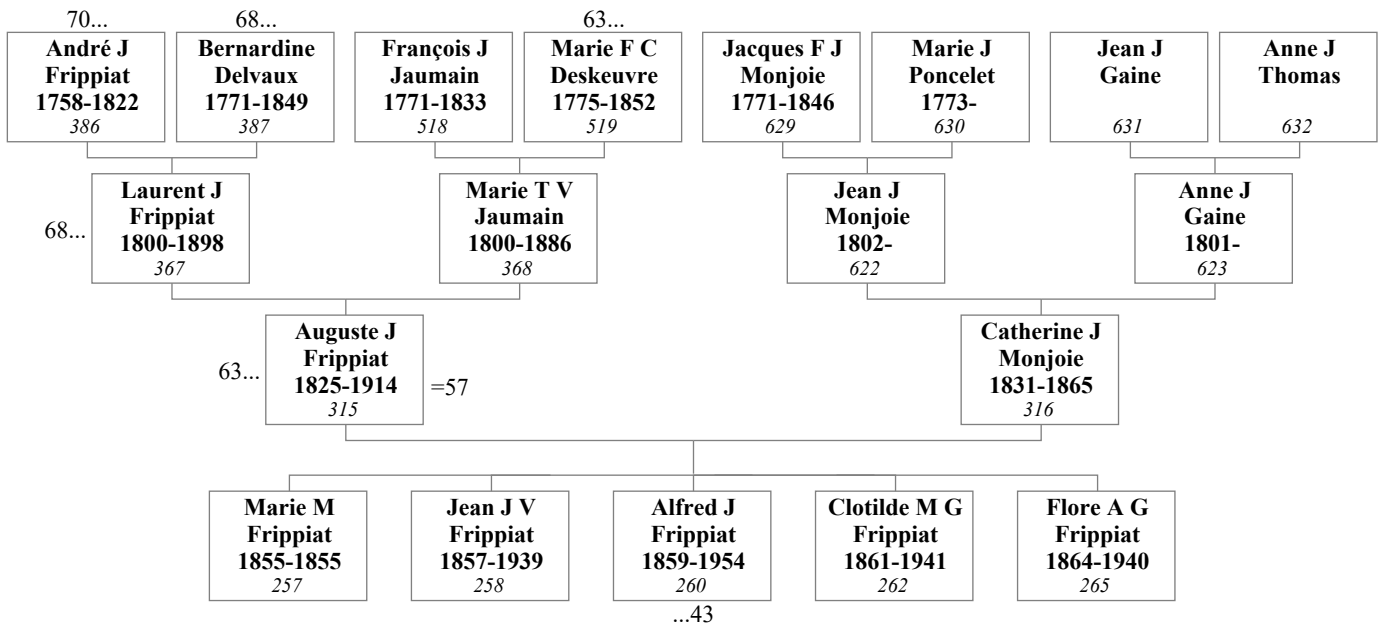 70...
68...
63...
André J
Frippiat
1758-1822
386
Bernardine
Delvaux
1771-1849
387
François J
Jaumain
1771-1833
518
Marie F C
Deskeuvre
1775-1852
519
Jacques F J
Monjoie
1771-1846
629
Marie J
Poncelet
1773-
630
Jean J
Gaine
631
Anne J
Thomas
632
68...
Laurent J
Frippiat
1800-1898
367
Marie T V
Jaumain
1800-1886
368
Jean J
Monjoie
1802-
622
Anne J
Gaine
1801-
623
63...
Auguste J
Frippiat
1825-1914
315
=57
Catherine J
Monjoie
1831-1865
316
Marie M
Frippiat
1855-1855
257
Jean J V
Frippiat
1857-1939
258
Alfred J
Frippiat
1859-1954
260
Clotilde M G
Frippiat
1861-1941
262
Flore A G
Frippiat
1864-1940
265
...43